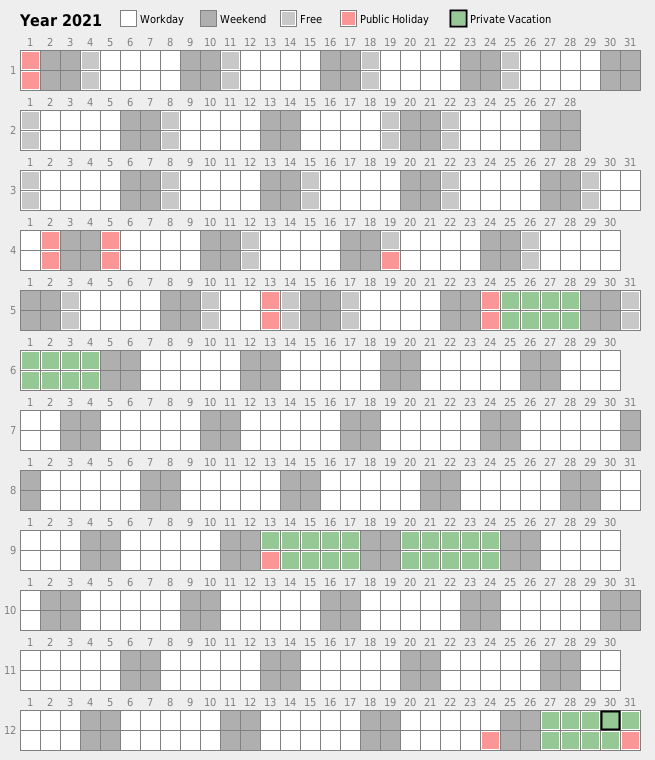 Year 2021 Workday Weekend Free Public Holiday Private Vacation
1 2 3 4 5 6 7 8 9 10 11 12 13 14 15 16 17 18 19 20 21 22 23 24 25 26 27 28 29 30 31
1
1 2 3 4 5 6 7 8 9 10 11 12 13 14 15 16 17 18 19 20 21 22 23 24 25 26 27 28
2
1 2 3 4 5 6 7 8 9 10 11 12 13 14 15 16 17 18 19 20 21 22 23 24 25 26 27 28 29 30 31
3
1 2 3 4 5 6 7 8 9 10 11 12 13 14 15 16 17 18 19 20 21 22 23 24 25 26 27 28 29 30
4
1 2 3 4 5 6 7 8 9 10 11 12 13 14 15 16 17 18 19 20 21 22 23 24 25 26 27 28 29 30 31
5
1 2 3 4 5 6 7 8 9 10 11 12 13 14 15 16 17 18 19 20 21 22 23 24 25 26 27 28 29 30
6
1 2 3 4 5 6 7 8 9 10 11 12 13 14 15 16 17 18 19 20 21 22 23 24 25 26 27 28 29 30 31
7
1 2 3 4 5 6 7 8 9 10 11 12 13 14 15 16 17 18 19 20 21 22 23 24 25 26 27 28 29 30 31
8
1 2 3 4 5 6 7 8 9 10 11 12 13 14 15 16 17 18 19 20 21 22 23 24 25 26 27 28 29 30
9
1 2 3 4 5 6 7 8 9 10 11 12 13 14 15 16 17 18 19 20 21 22 23 24 25 26 27 28 29 30 31
10
1 2 3 4 5 6 7 8 9 10 11 12 13 14 15 16 17 18 19 20 21 22 23 24 25 26 27 28 29 30
11
1 2 3 4 5 6 7 8 9 10 11 12 13 14 15 16 17 18 19 20 21 22 23 24 25 26 27 28 29 30 31
12